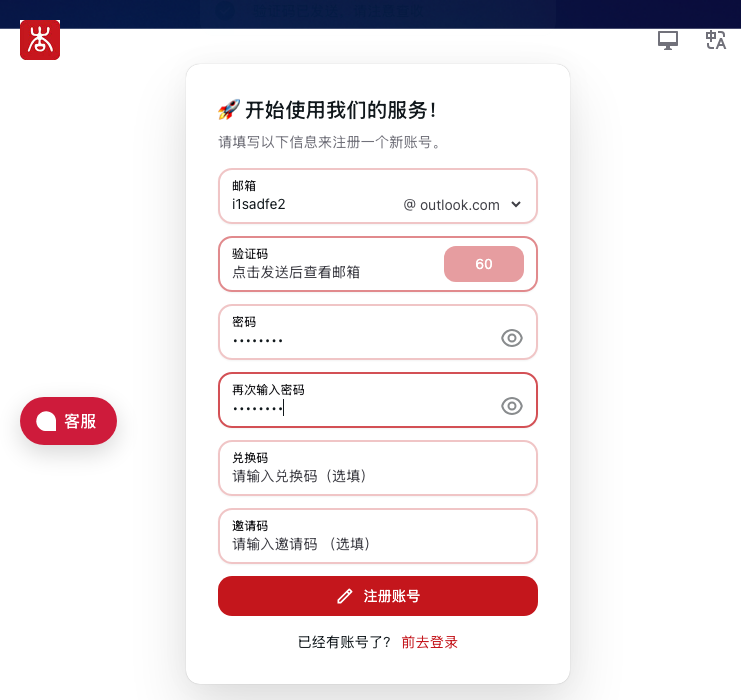 开始使用我们的服务！
请填写以下信息来注册一个新账号。
邮箱
i1sadfe2 @ outlook.com
验证码
点击发送后查看邮箱 60
密码
••••••••
再次输入密码
••••••••
客服
兑换码
请输入兑换码（选填）
邀请码
请输入邀请码 （选填）
注册账号
已经有账号了? 前去登录